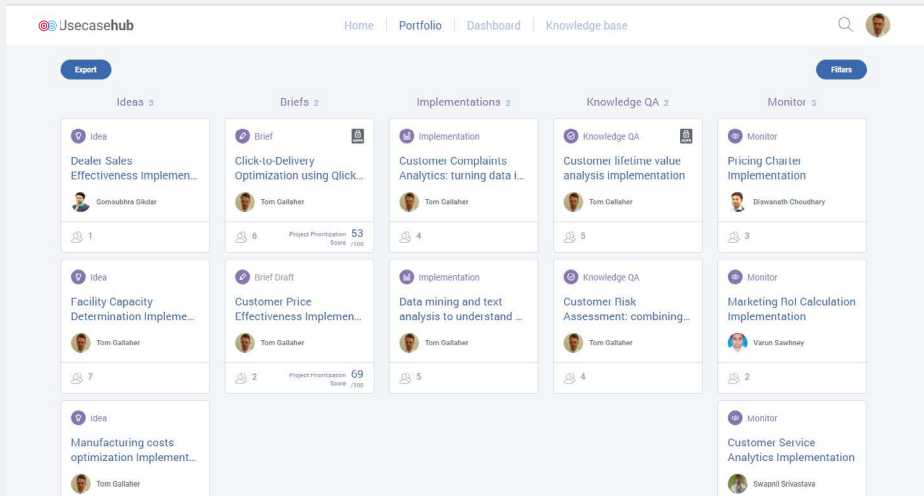 Usecasehub
Home
Portfolio
Dashboard
Knowledge base
Export
Filters
Ideas 3
Briefs 2
Implementations 2
Knowledge QA 2
Monitor 5
Idea
Dealer Sales
Effectiveness Implemen...
Somsubhra Sikdar
1
Brief
GDPR
Click-to-Delivery
Optimization using Qlick...
Tom Gallaher
6
Project Prioritization 53
Score /100
Implementation
Customer Complaints
Analytics: turning data i...
Tom Gallaher
4
Knowledge QA
GDPR
Customer lifetime value
analysis implementation
Tom Gallaher
5
Monitor
Pricing Charter
Implementation
Biswanath Choudhary
3
Idea
Facility Capacity
Determination Impleme...
Tom Gallaher
7
Brief Draft
Customer Price
Effectiveness Implemen...
Tom Gallaher
2
Project Prioritization 69
Score /100
Implementation
Data mining and text
analysis to understand ...
Tom Gallaher
5
Knowledge QA
Customer Risk
Assessment: combining...
Tom Gallaher
4
Monitor
Marketing RoI Calculation
Implementation
Varun Sawhney
2
Idea
Manufacturing costs
optimization Implement...
Tom Gallaher
Monitor
Customer Service
Analytics Implementation
Swapnil Srivastava